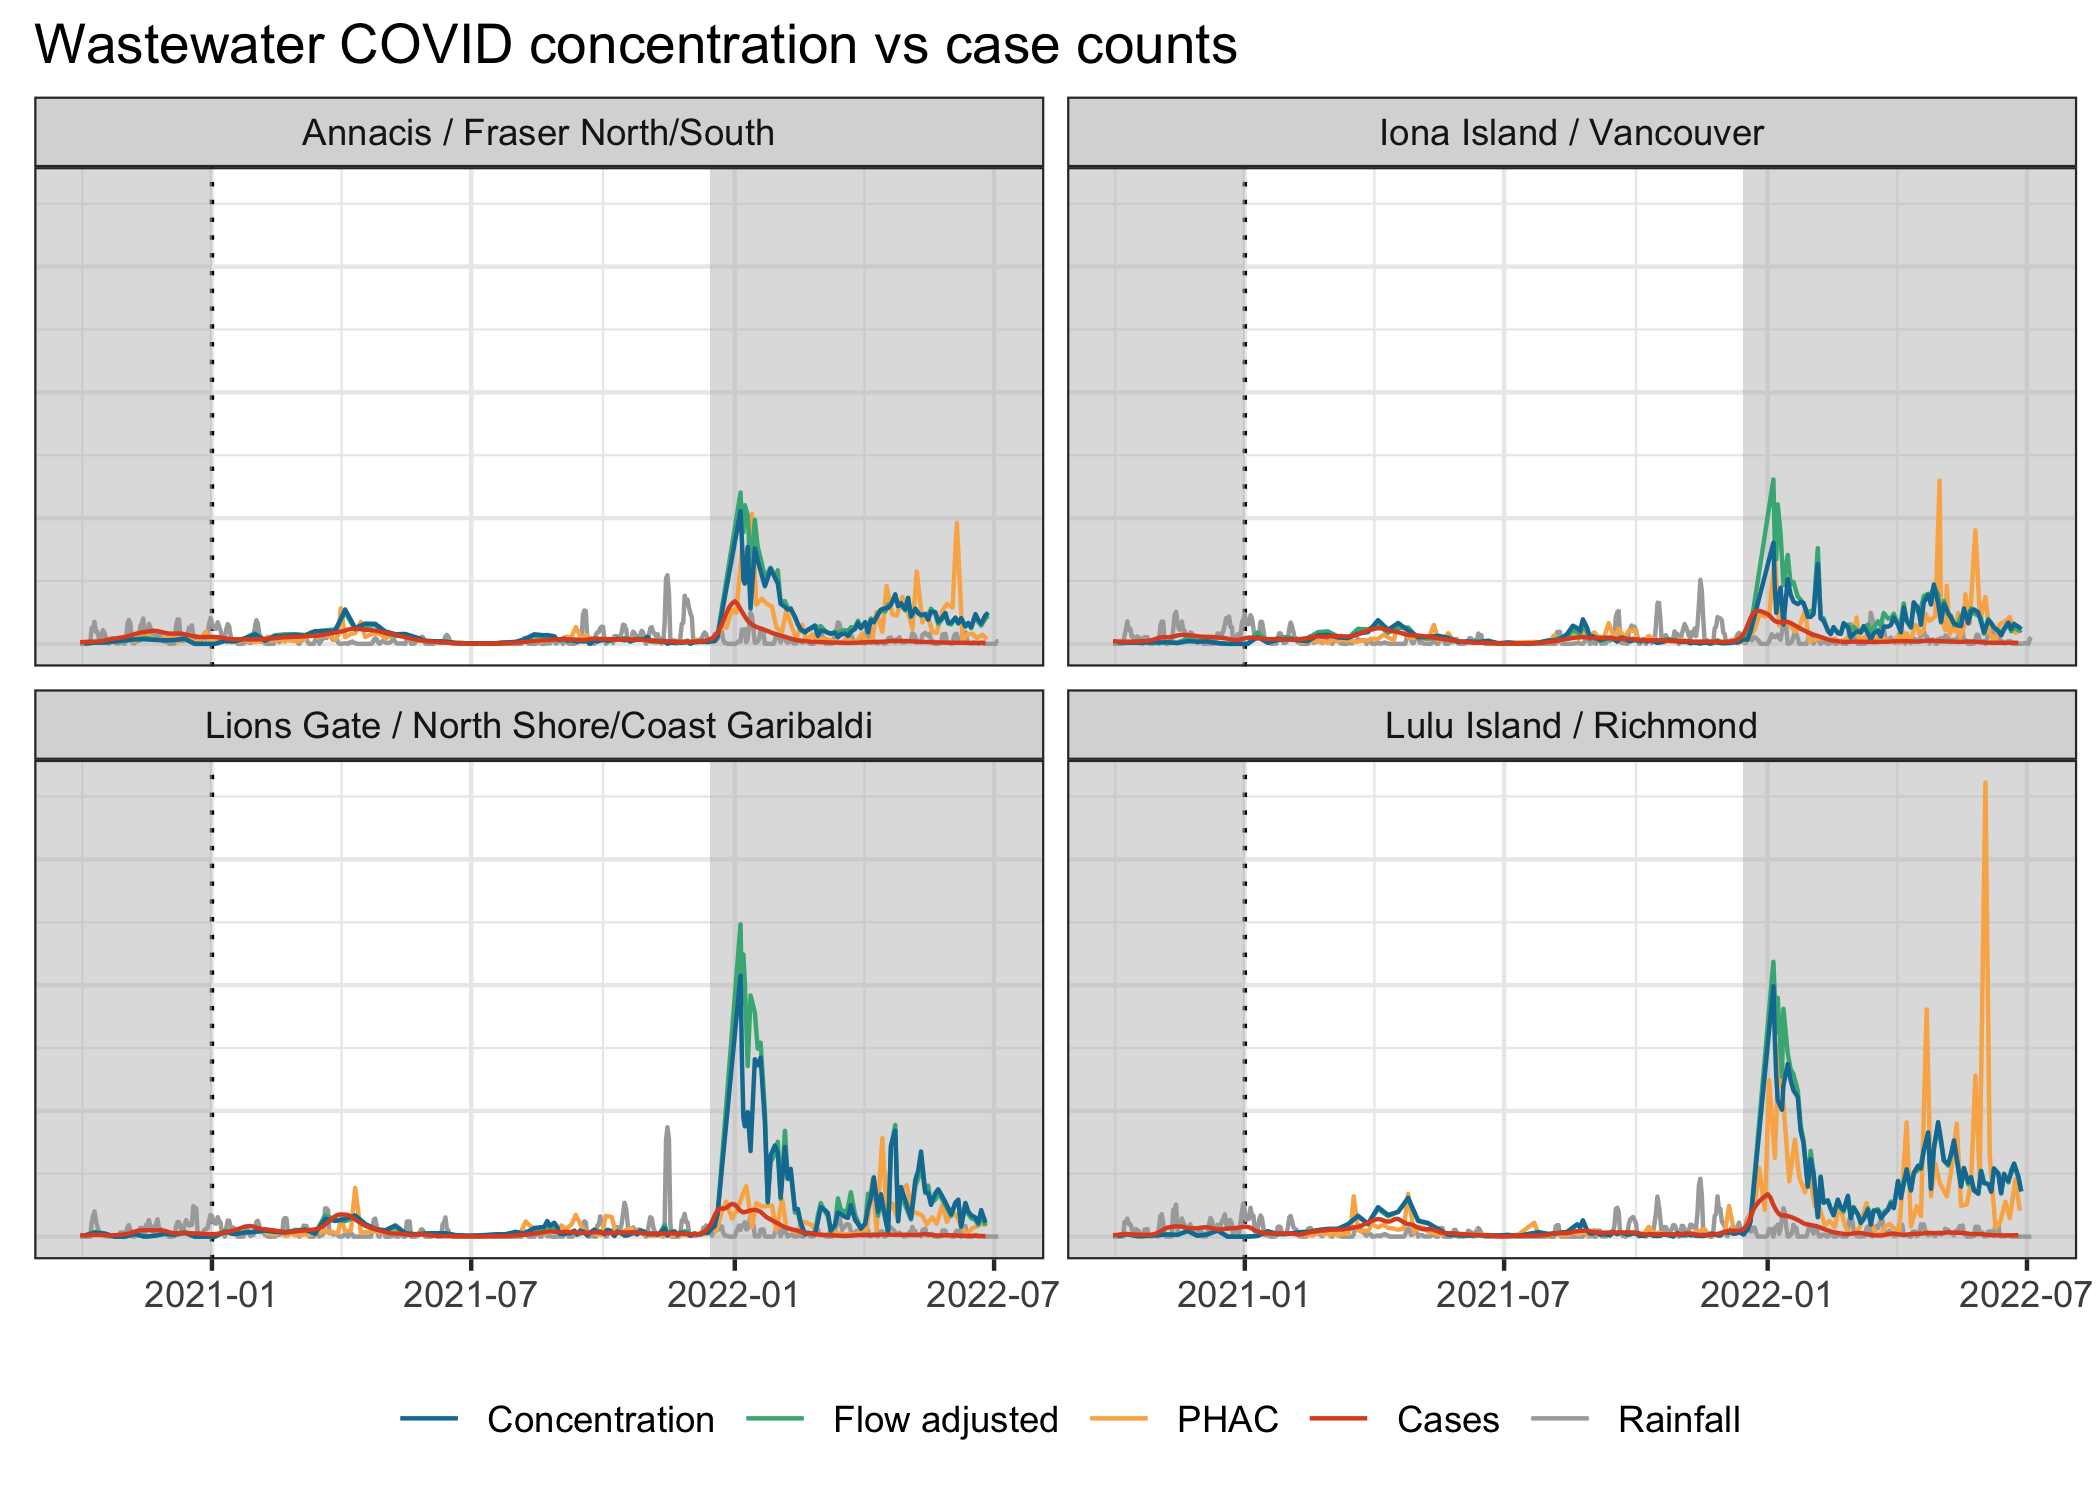 Wastewater COVID concentration vs case counts
Annacis / Fraser North/South
Iona Island / Vancouver
Lions Gate / North Shore/Coast Garibaldi
Lulu Island / Richmond
2021-01 2021-07 2022-01 2022-07 2021-01 2021-07 2022-01 2022-07
Concentration Flow adjusted PHAC Cases Rainfall